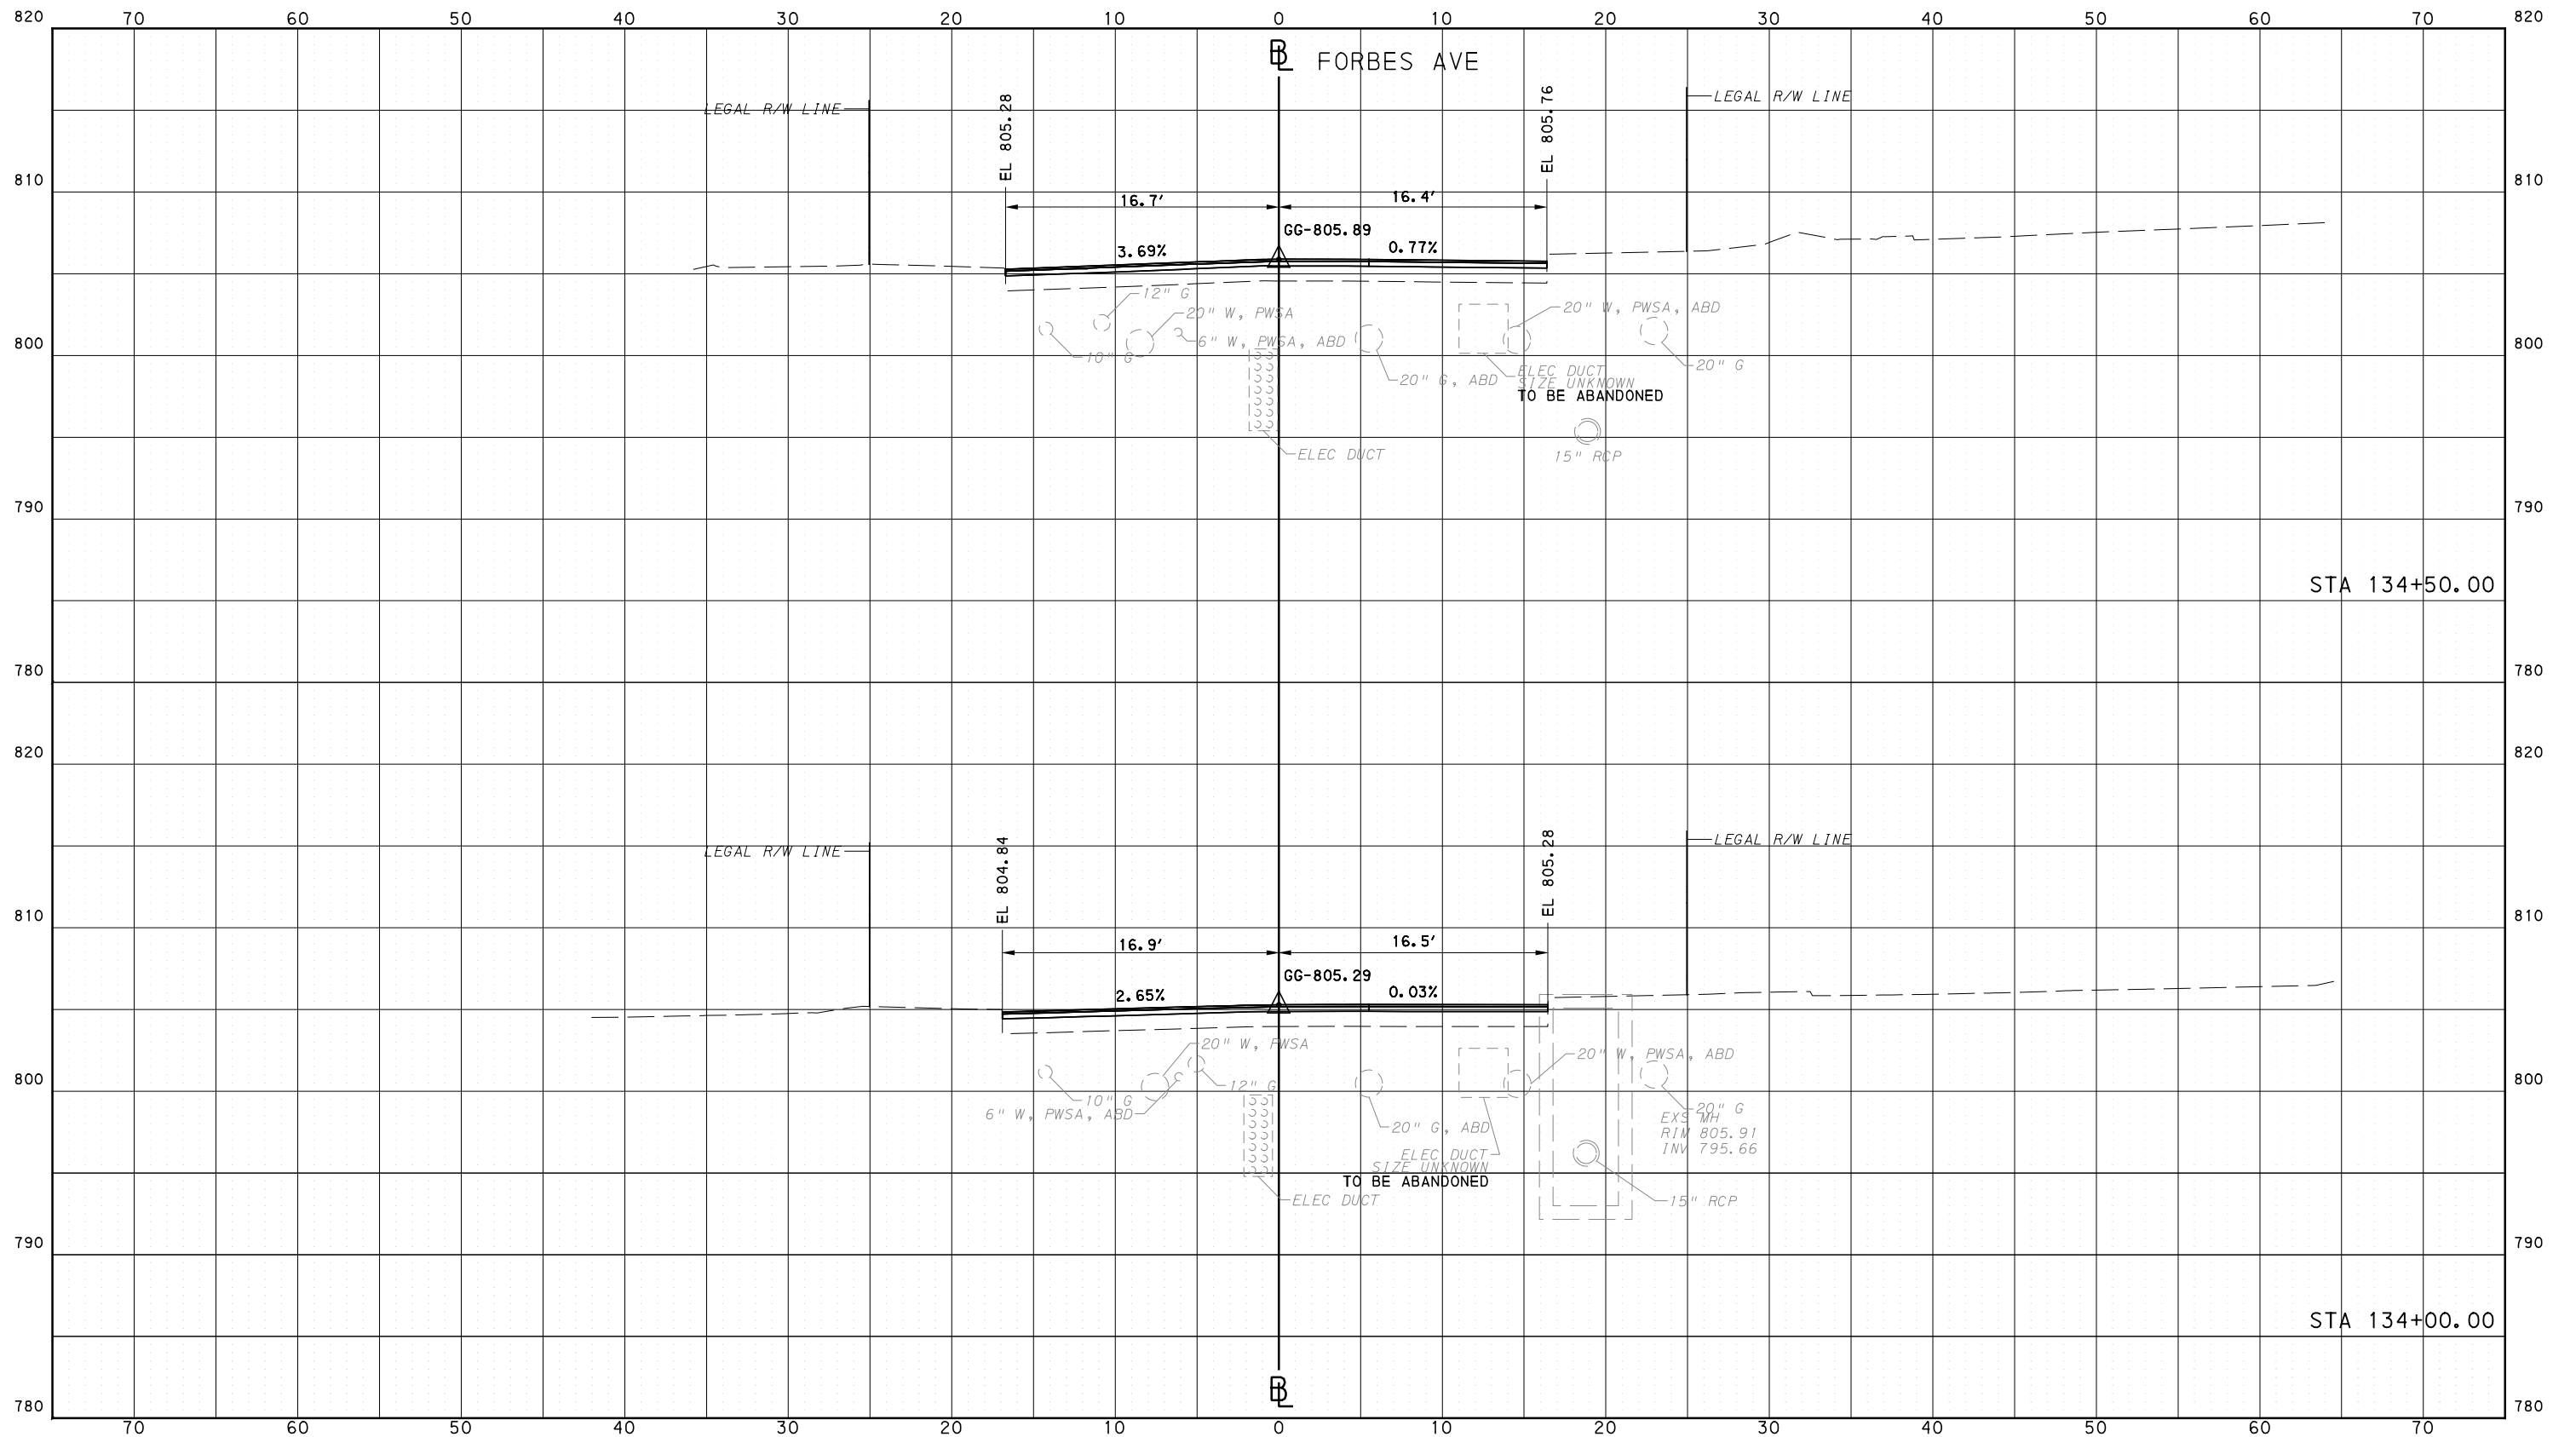 820 70 60 50 40 30 20 10 0 10 20 30 40 50 60 70 820
BL FORBES AVE
LEGAL R/W LINE
EL 805.28
EL 805.76
LEGAL R/W LINE
810 810
16.7' 16.4'
GG-805.89
3.69% 0.77%
12" G
20" W, PWSA
20" W, PWSA, ABD
6" W, PWSA, ABD
800 800
10" G
20" G
20" G, ABD
ELEC DUCT
SIZE UNKNOWN
TO BE ABANDONED
ELEC DUCT
15" RCP
790 790
STA 134+50.00
780 780
820 820
LEGAL R/W LINE
EL 804.84
EL 805.28
LEGAL R/W LINE
810 810
16.9' 16.5'
GG-805.29
2.65% 0.03%
20" W, PWSA
20" W, PWSA, ABD
800 800
12" G
10" G
6" W, PWSA, ABD
20" G
EXS MH
RIM 805.91
INV 795.66
20" G, ABD
ELEC DUCT
SIZE UNKNOWN
TO BE ABANDONED
ELEC DUCT
15" RCP
790 790
STA 134+00.00
BL
780 780
70 60 50 40 30 20 10 0 10 20 30 40 50 60 70